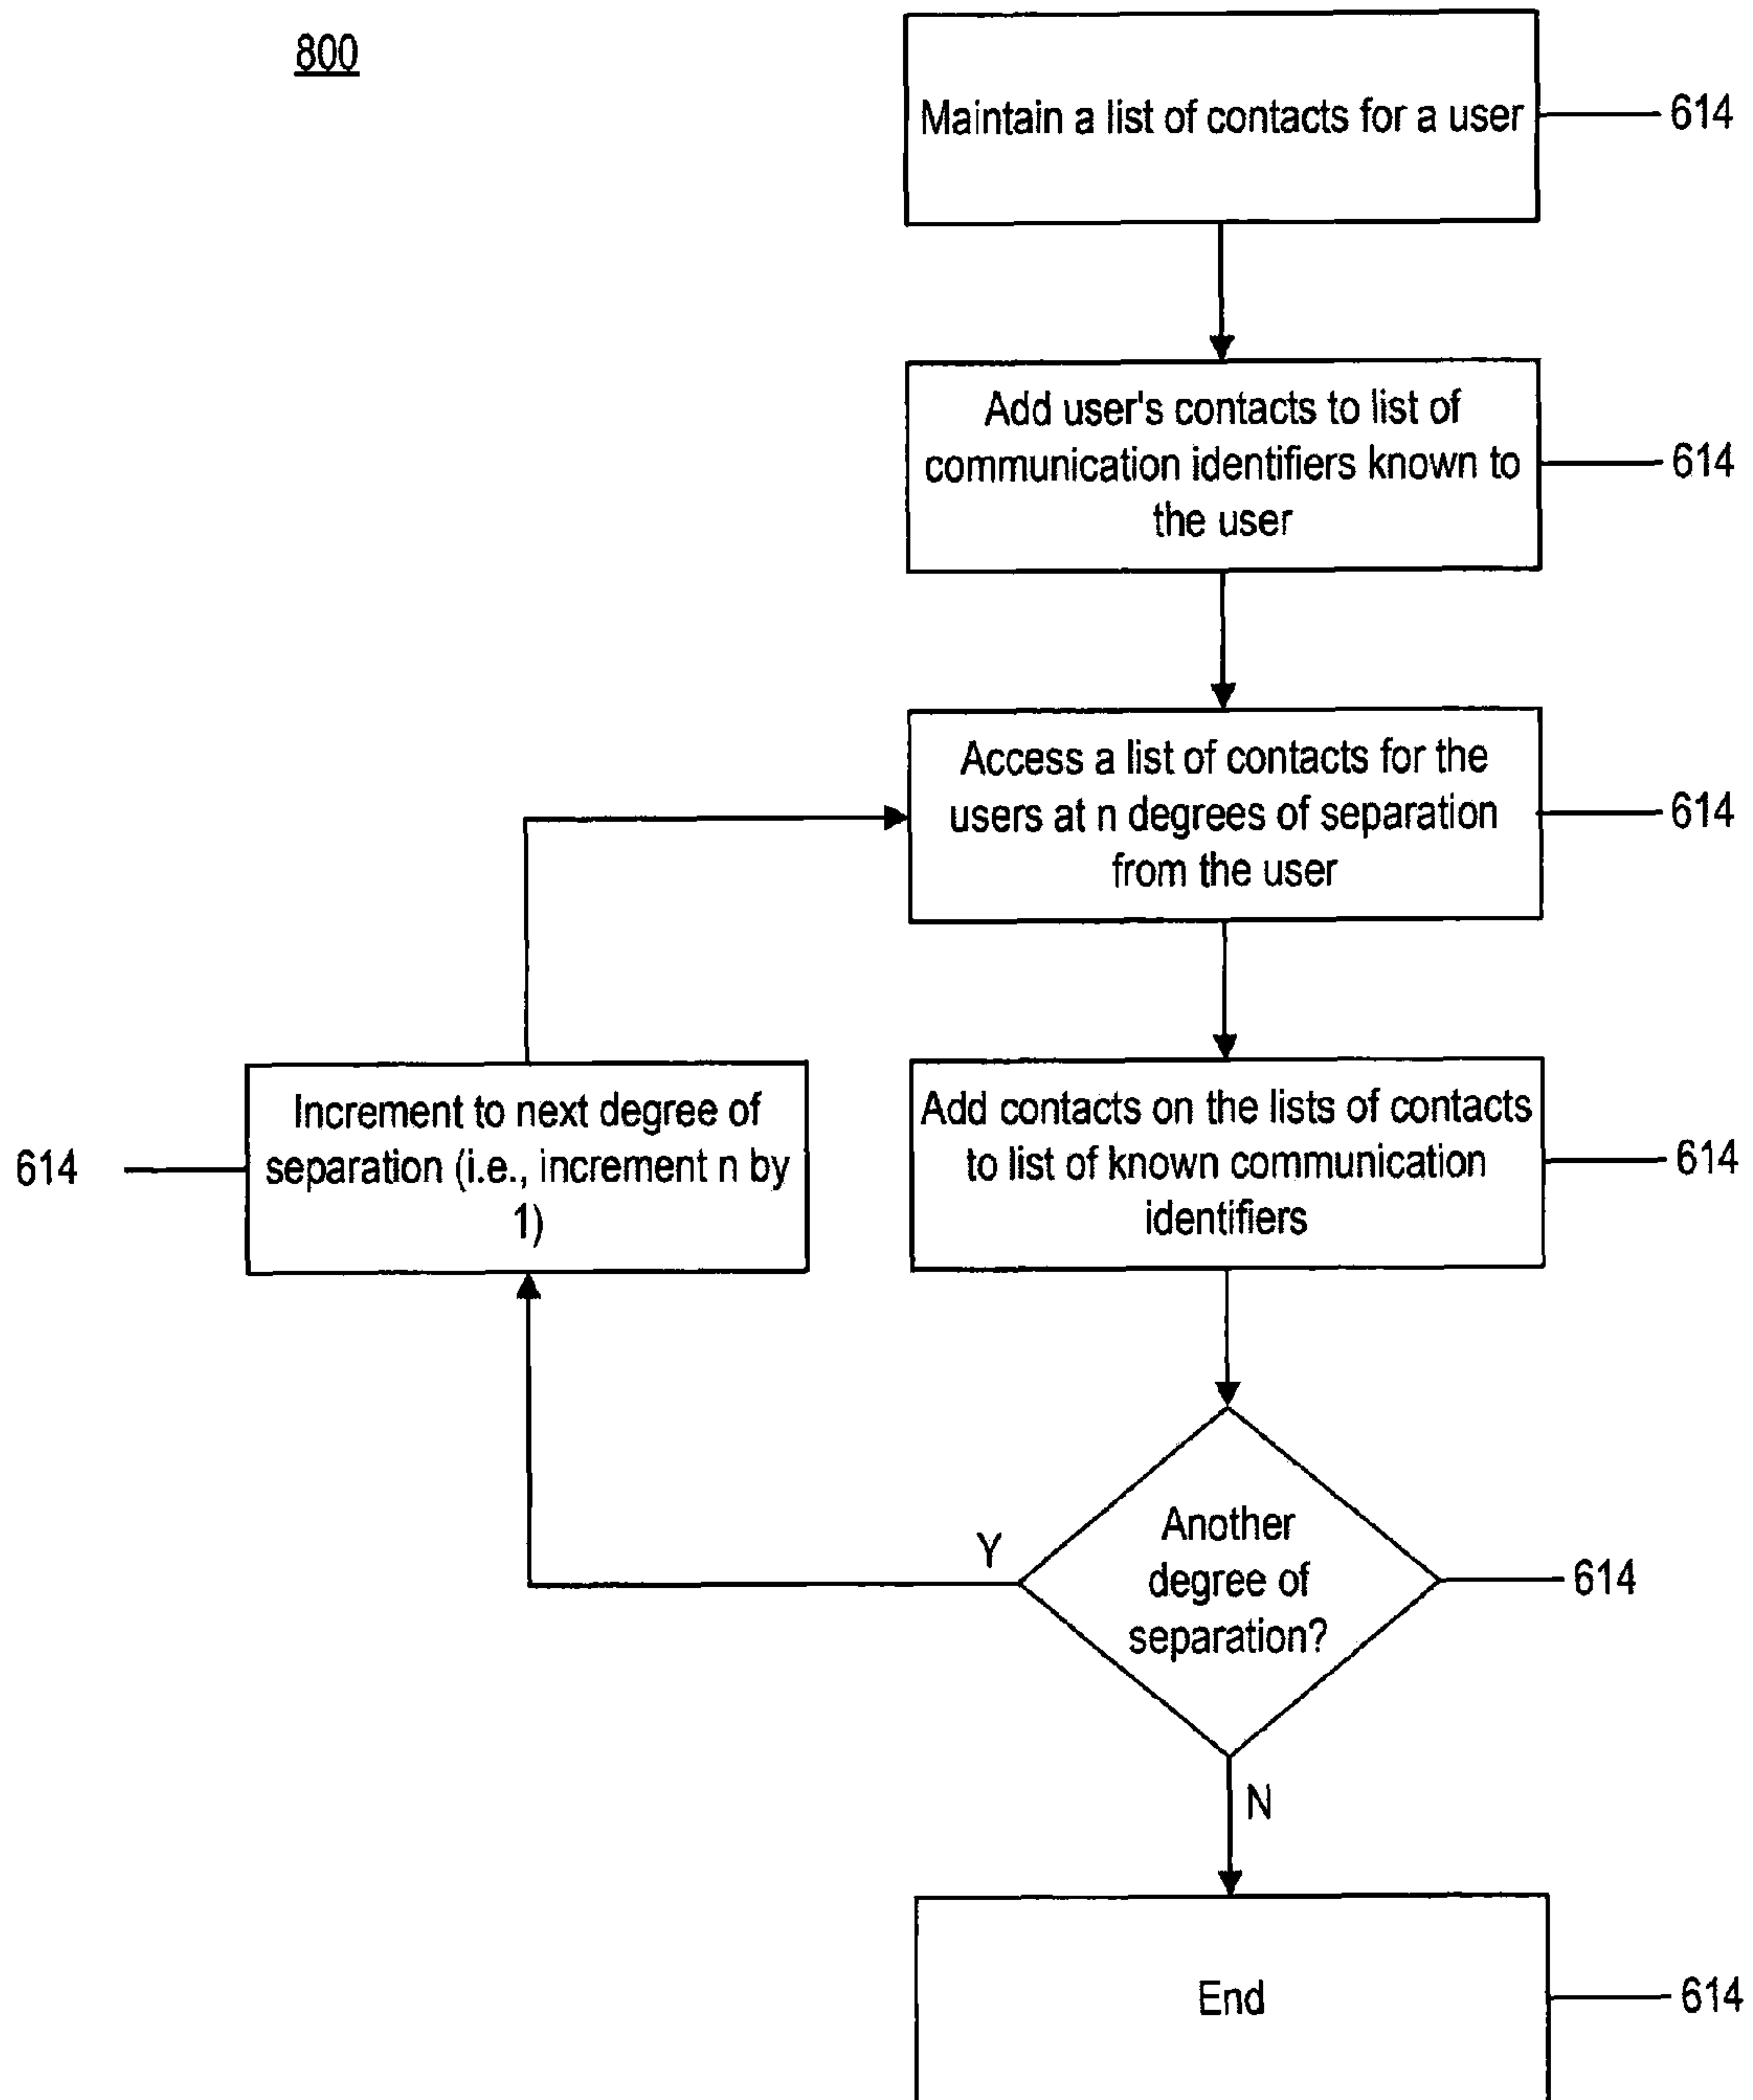 800
Maintain a list of contacts for a user
614
Add user's contacts to list of
communication identifiers known to
the user
614
Access a list of contacts for the
users at n degrees of separation
from the user
614
Add contacts on the lists of contacts
to list of known communication
identifiers
614
Increment to next degree of
separation (i.e., increment n by
1)
614
Another
degree of
separation?
614
Y
N
End
614